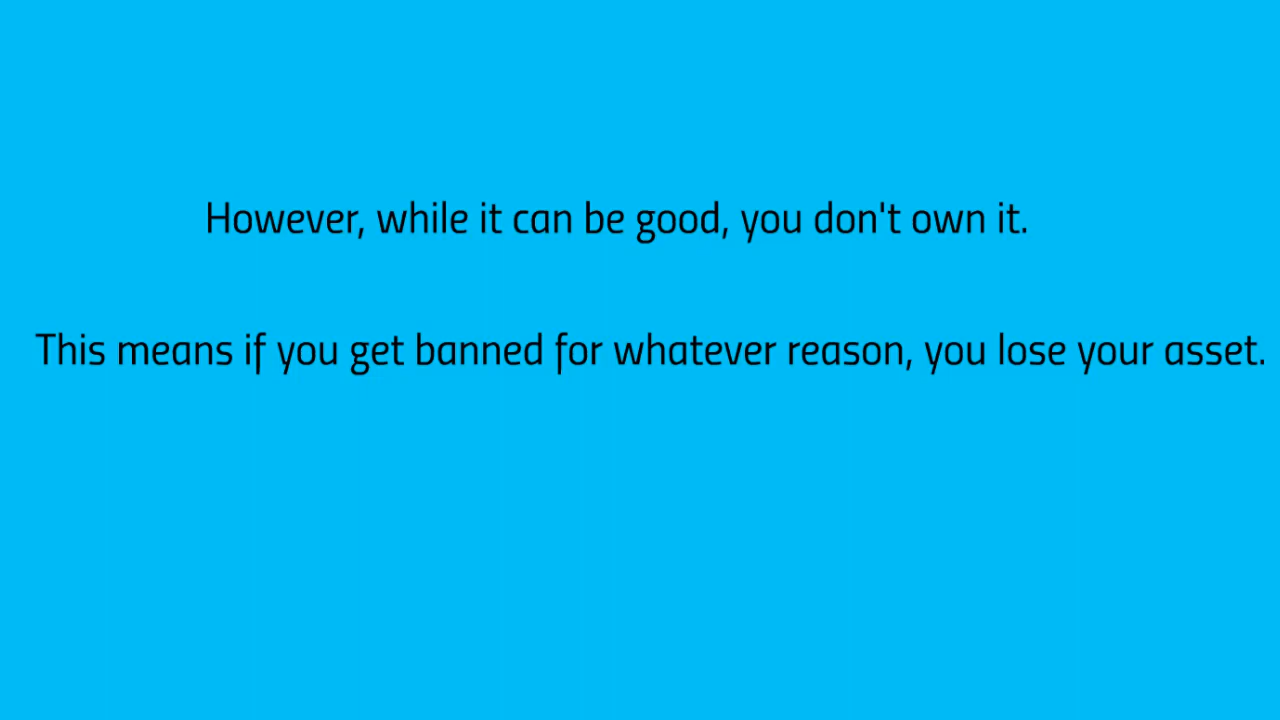 However, while it can be good, you don't own it.
This means if you get banned for whatever reason, you lose your asset.